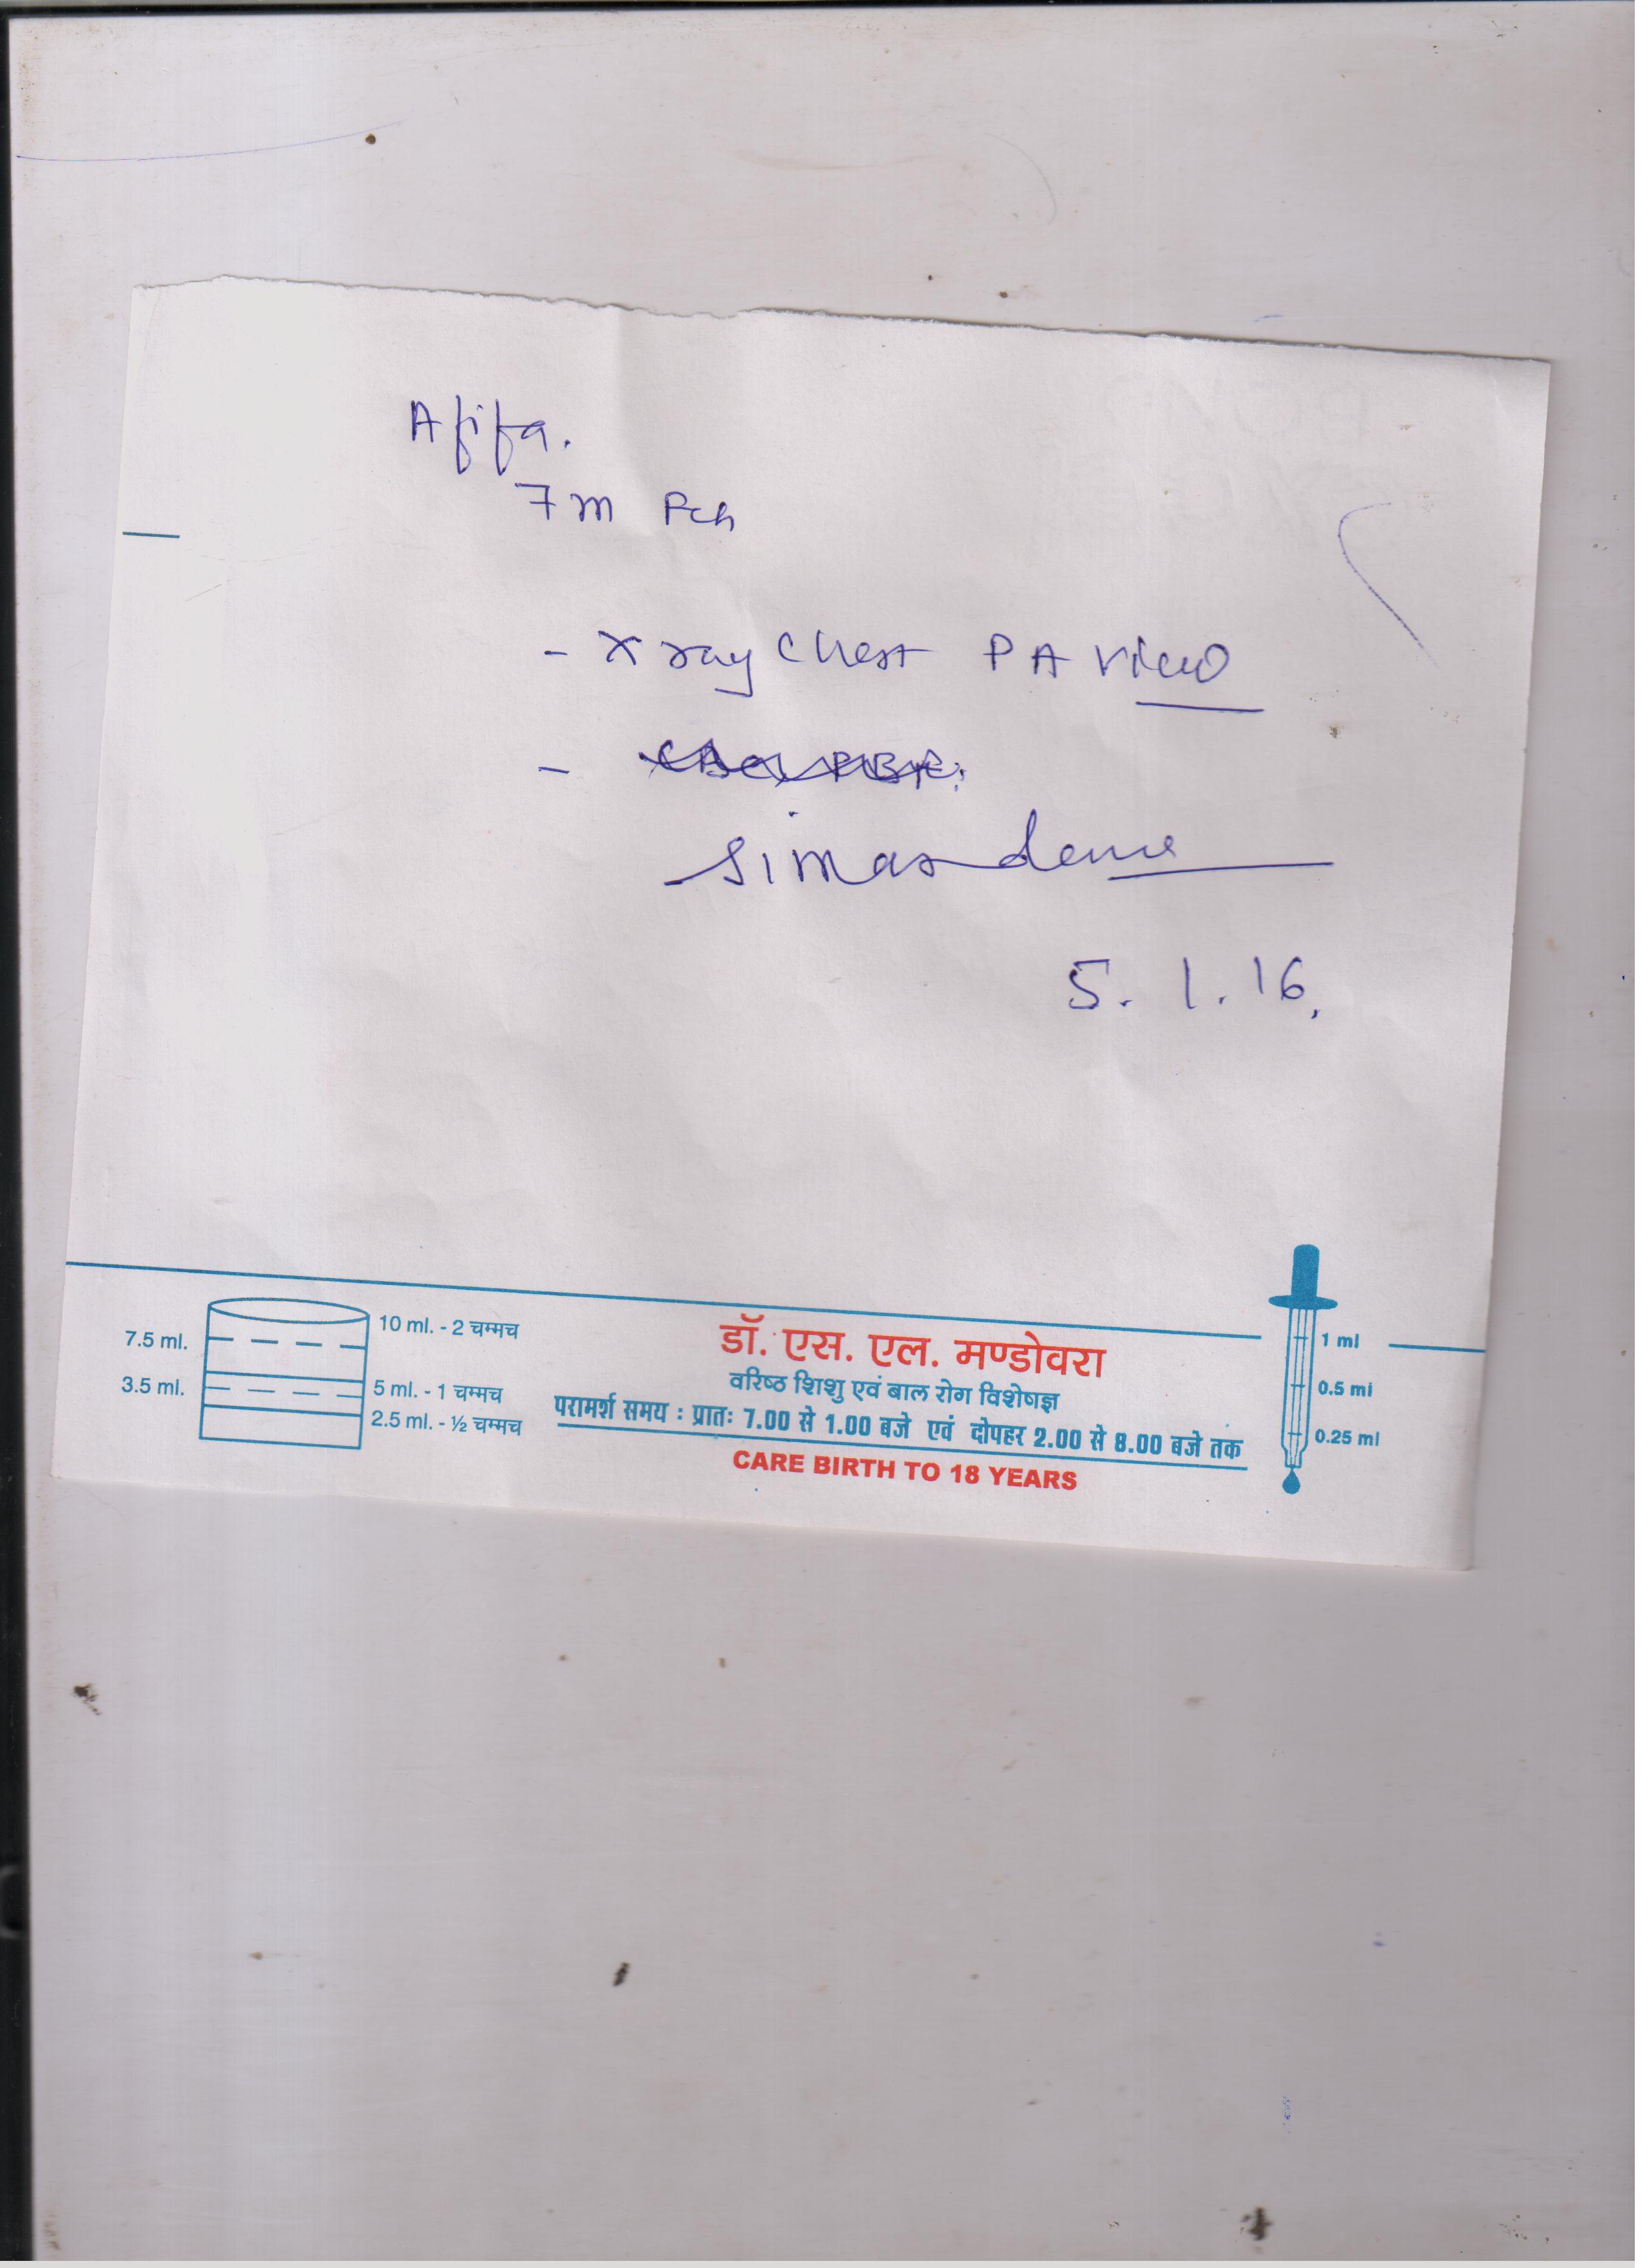 Afifa.
7m Fch
- X ray Chest PA view
- CBC, PBF,
5. 1. 16,
7.5 ml.
3.5 ml.
10 ml. - 2 चम्मच
5 ml. - 1 चम्मच
2.5 ml. - ½ चम्मच
डॉ. एस. एल. मण्डोवरा
वरिष्ठ शिशु एवं बाल रोग विशेषज्ञ
परामर्श समय : प्रातः 7.00 से 1.00 बजे एवं दोपहर 2.00 से 8.00 बजे तक
CARE BIRTH TO 18 YEARS
1 ml
0.5 ml
0.25 ml